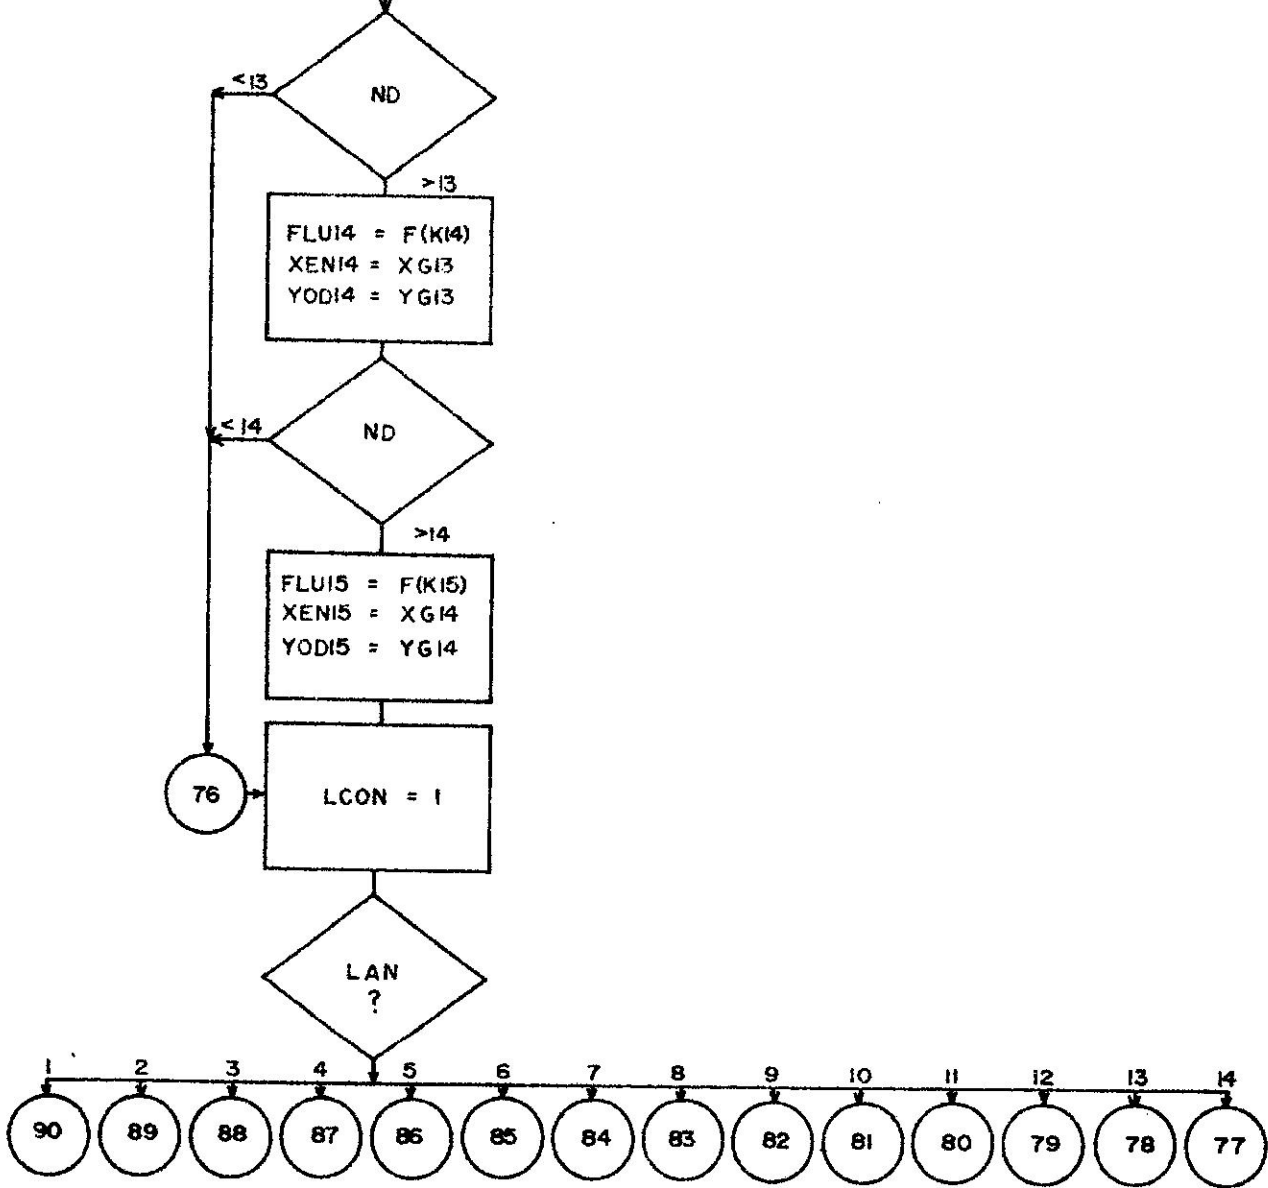 <13
ND
>13
FLU14 = F(K14)
XEN14 = XG13
YOD14 = YG13
<14
ND
>14
FLU15 = F(K15)
XEN15 = XG14
YOD15 = YG14
76
LCON = 1
LAN
?
1 2 3 4 5 6 7 8 9 10 11 12 13 14
90 89 88 87 86 85 84 83 82 81 80 79 78 77